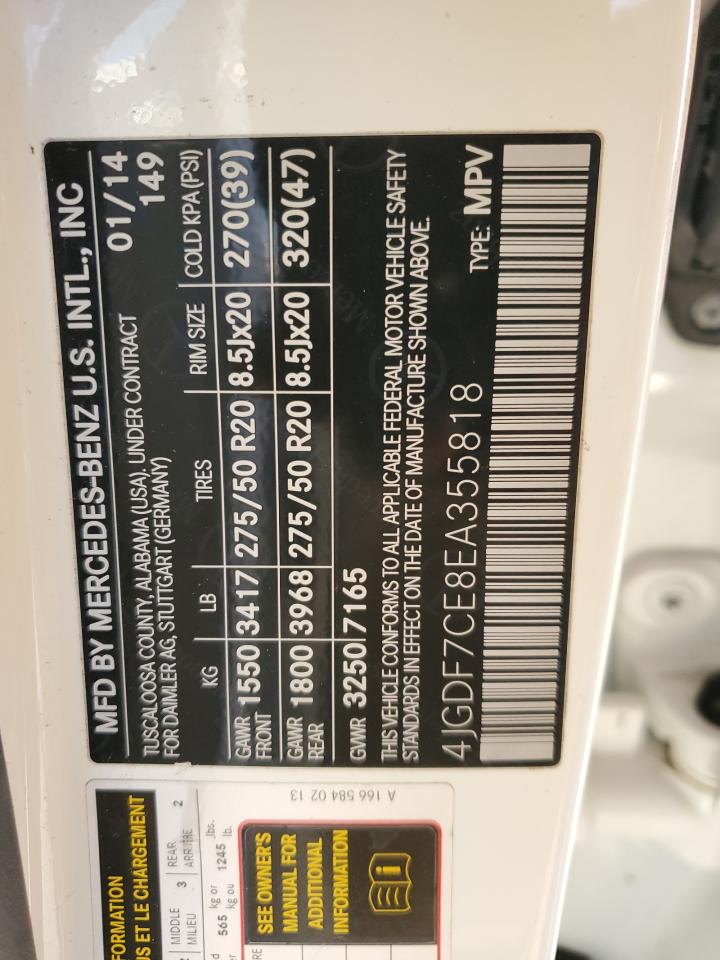 MFD BY MERCEDES-BENZ U.S. INTL., INC
TUSCALOOSA COUNTY, ALABAMA (USA). UNDER CONTRACT 01/14
FOR DAIMLER AG, STUTTGART (GERMANY) 149
KG LB TIRES RIM SIZE COLD KPA (PSI)
GAWR FRONT 1550 3417 275/50 R20 8.5Jx20 270(39)
GAWR REAR 1800 3968 275/50 R20 8.5Jx20 320(47)
GWR 3250 7165
THIS VEHICLE CONFORMS TO ALL APPLICABLE FEDERAL MOTOR VEHICLE SAFETY
STANDARDS IN EFFECT ON THE DATE OF MANUFACTURE SHOWN ABOVE.
4JGDF7CE8EA355818 TYPE: MPV
FORMATION
US ET LE CHARGEMENT
MIDDLE 3 REAR 2
MILIEU ARRIÈRE
565 kg or 1245 lbs.
kg ou lb.
SEE OWNER'S
MANUAL FOR
ADDITIONAL
INFORMATION
A 166 584 02 13